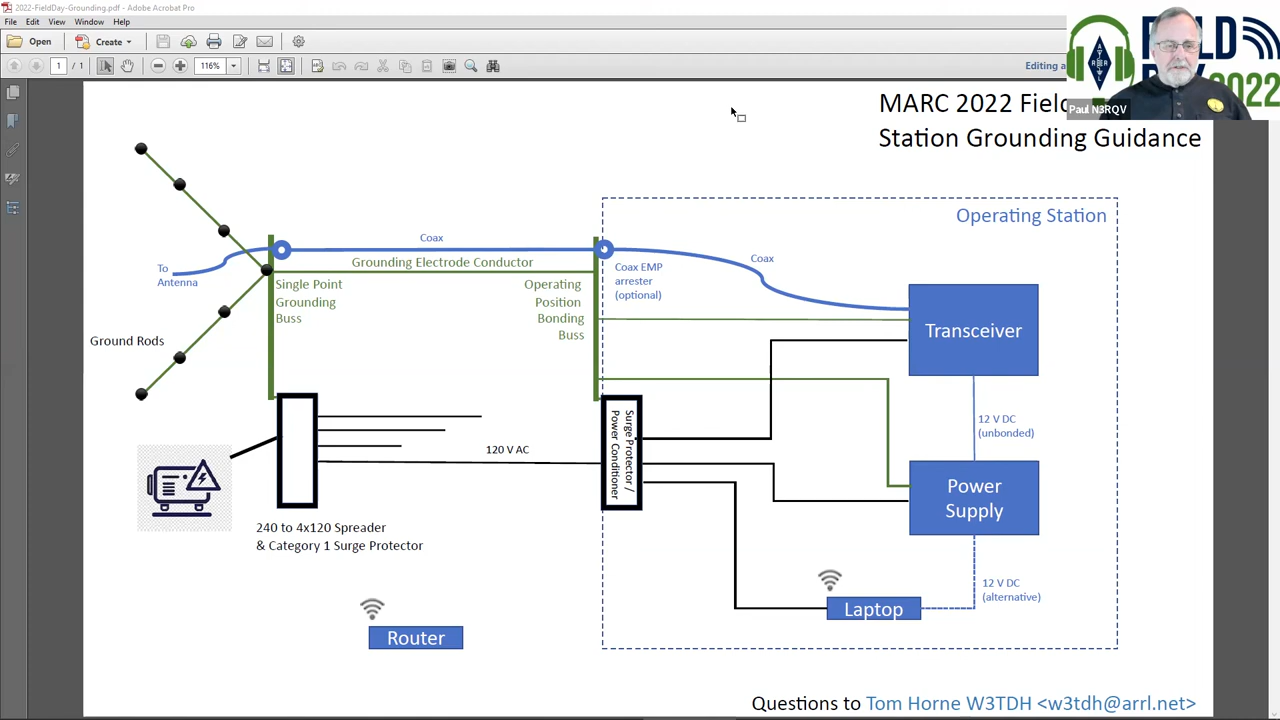 2022-FieldDay-Grounding.pdf - Adobe Acrobat Pro
File Edit View Window Help
Open
Create
1 / 1
116%
Editing a
Paul N3RQV
2022
MARC 2022 Fiel
Station Grounding Guidance
Operating Station
Coax
Grounding Electrode Conductor
To
Antenna
Single Point
Grounding
Buss
Operating
Position
Bonding
Buss
Coax EMP
arrester
(optional)
Coax
Transceiver
Ground Rods
12 V DC
(unbonded)
Surge Protector /
Power Conditioner
120 V AC
Power
Supply
240 to 4x120 Spreader
& Category 1 Surge Protector
12 V DC
(alternative)
Laptop
Router
Questions to Tom Horne W3TDH <w3tdh@arrl.net>